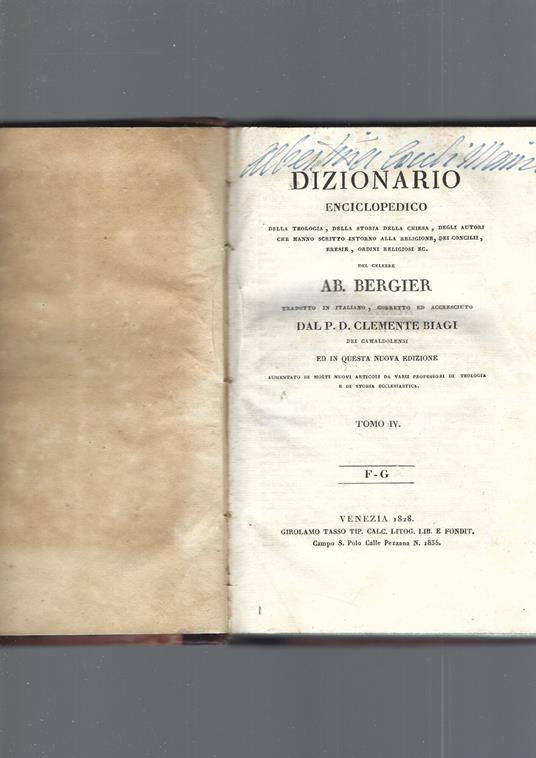 Albertina
DIZIONARIO
ENCICLOPEDICO
DELLA TEOLOGIA, DELLA STORIA DELLA CHIESA, DEGLI AUTORI
CHE HANNO SCRITTO INTORNO ALLA RELIGIONE, DEI CONCILII,
ERESIE, ORDINI RELIGIOSI EC.
DEL CELEBRE
AB. BERGIER
TRADOTTO IN ITALIANO, CORRETTO ED ACCRESCIUTO
DAL P. D. CLEMENTE BIAGI
DEI CAMALDOLENSI
ED IN QUESTA NUOVA EDIZIONE
AUMENTATO DI MOLTI NUOVI ARTICOLI DA VARII PROFESSORI DI TEOLOGIA
E DI STORIA ECCLESIASTICA.
TOMO IV.
F-G
VENEZIA 1828.
GIROLAMO TASSO TIP. CALC. LITOG. LIB. E FONDIT.
Campo S. Polo Calle Pezzana N. 1835.